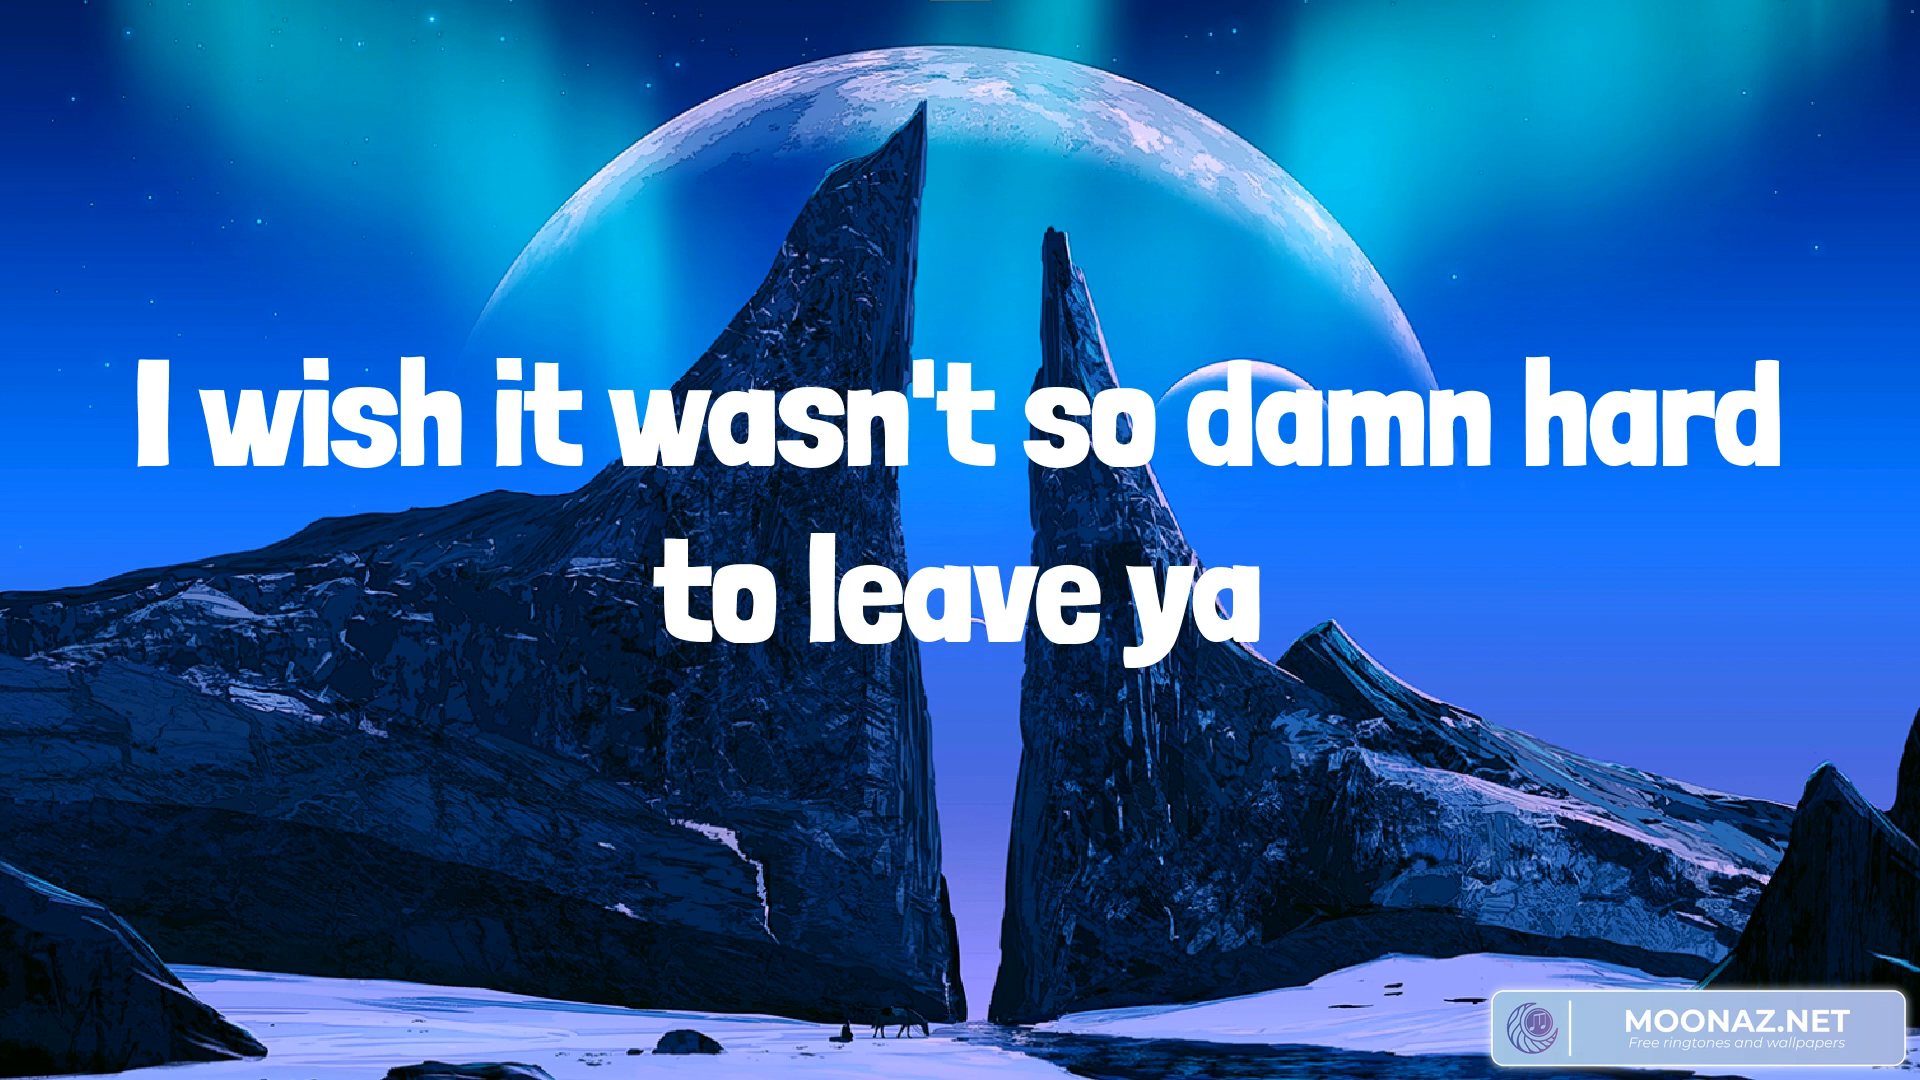 I wish it wasn't so damn hard
to leave ya
MOONAZ.NET
Free ringtones and wallpapers